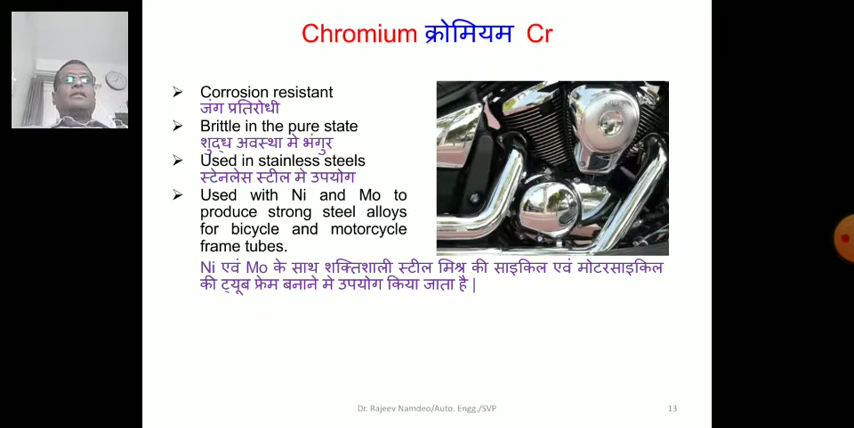 Chromium क्रोमियम Cr
➤ Corrosion resistant
जंग प्रतिरोधी
➤ Brittle in the pure state
शुद्ध अवस्था मे भंगुर
➤ Used in stainless steels
स्टेनलेस स्टील मे उपयोग
➤ Used with Ni and Mo to
produce strong steel alloys
for bicycle and motorcycle
frame tubes.
Ni एवं Mo के साथ शक्तिशाली स्टील मिश्र की साइकिल एवं मोटरसाइकिल
की ट्यूब फ्रेम बनाने मे उपयोग किया जाता है |
Dr. Rajeev Namdeo/Auto. Engg./SVP
13